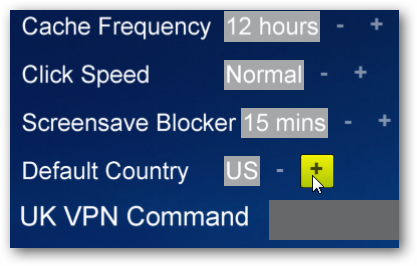 Cache Frequency 12 hours - +
Click Speed Normal - +
Screensave Blocker 15 mins - +
Default Country US - +
UK VPN Command